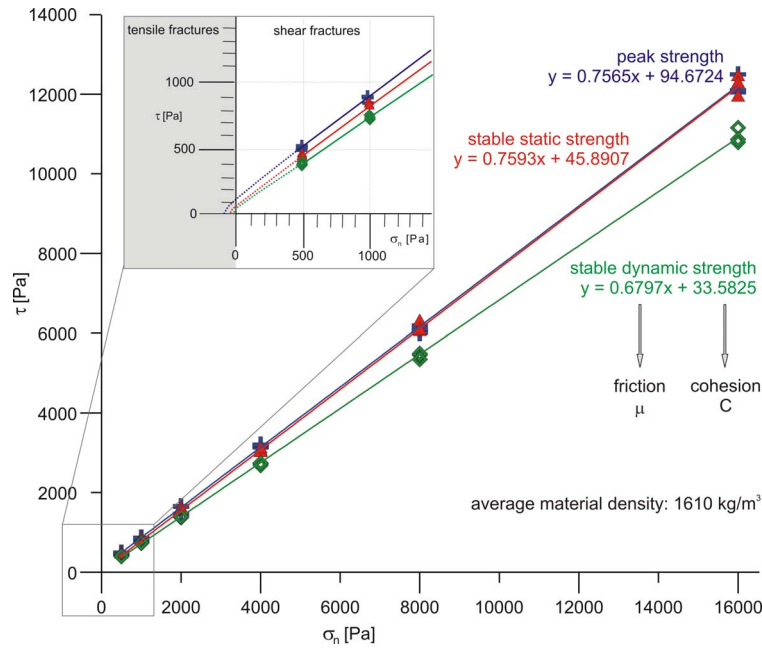 14000
tensile fractures
shear fractures
1000
τ [Pa]
500
0
0
500
1000
σn [Pa]
peak strength
y = 0.7565x + 94.6724
stable static strength
y = 0.7593x + 45.8907
stable dynamic strength
y = 0.6797x + 33.5825
friction
μ
cohesion
C
average material density: 1610 kg/m³
12000
10000
8000
τ [Pa]
6000
4000
2000
0
0
2000
4000
6000
8000
10000
12000
14000
16000
σn [Pa]